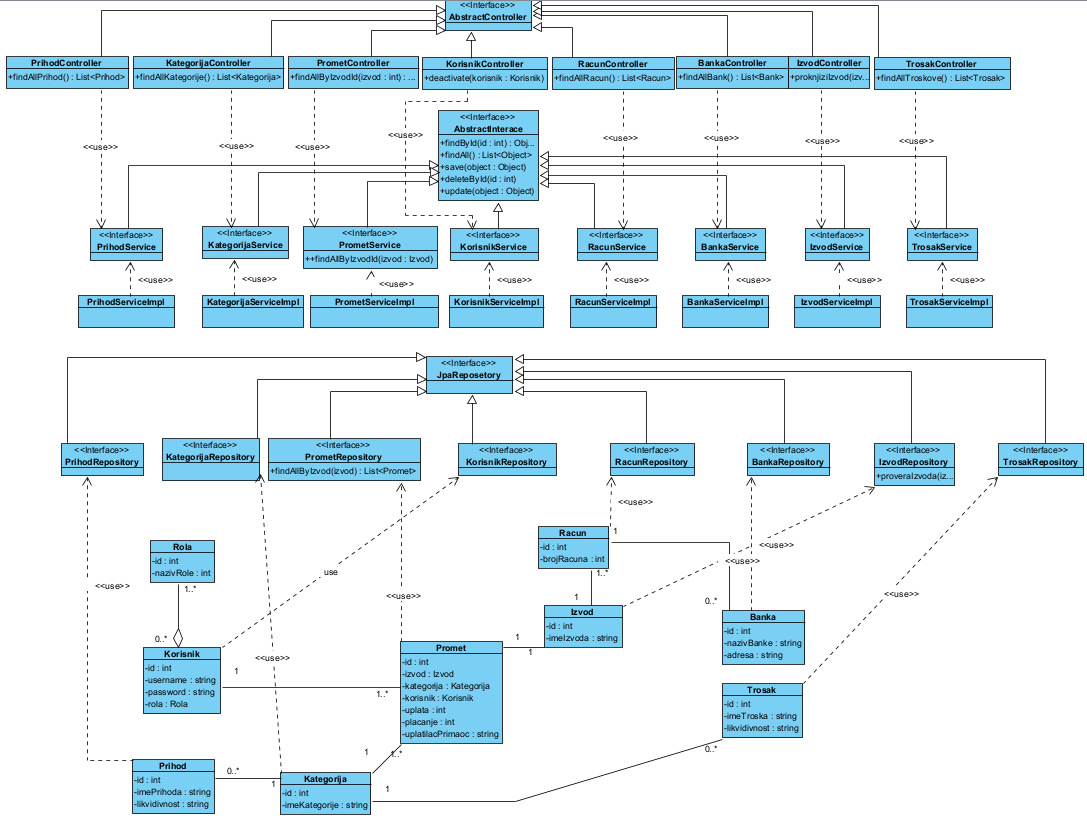 <<Interface>>
AbstractController
PrihodController
+findAllPrihod() : List<Prihod>
KategorijaController
+findAllKategorije() : List<Kategorija>
PrometController
+findAllByIzvodId(izvod : int) : ...
KorisnikController
+deactivate(korisnik : Korisnik)
RacunController
+findAllRacun() : List<Racun>
BankaController
+findAllBank() : List<Bank>
IzvodController
+proknjiziIzvod(izv...
TrosakController
+findAllTroskove() : List<Trosak>
<<Interface>>
AbstractInterace
+findById(id : int) : Obj...
+findAll() : List<Object>
+save(object : Object)
+deleteById(id : int)
+update(object : Object)
<<use>>
<<use>>
<<use>>
<<use>>
<<use>>
<<use>>
<<use>>
<<use>>
<<Interface>>
PrihodService
<<Interface>>
KategorijaService
<<Interface>>
PrometService
++findAllByIzvodId(izvod : Izvod)
<<Interface>>
KorisnikService
<<Interface>>
RacunService
<<Interface>>
BankaService
<<Interface>>
IzvodService
<<Interface>>
TrosakService
<<use>>
<<use>>
<<use>>
<<use>>
<<use>>
<<use>>
<<use>>
<<use>>
PrihodServiceImpl
KategorijaServiceImpl
PrometServiceImpl
KorisnikServiceImpl
RacunServiceImpl
BankaServiceImpl
IzvodServiceImpl
TrosakServiceImpl
<<Interface>>
JpaReposetory
<<Interface>>
PrihodRepository
<<Interface>>
KategorijaRepository
<<Interface>>
PrometRepository
+findAllByIzvod(izvod) : List<Promet>
<<Interface>>
KorisnikRepository
<<Interface>>
RacunRepository
<<Interface>>
BankaRepository
<<Interface>>
IzvodRepository
+proveraIzvoda(iz...
<<Interface>>
TrosakRepository
<<use>>
Racun
-id : int
-brojRacuna : int
1
1..*
Rola
-id : int
-nazivRole : int
1..*
<<use>>
<<use>>
use
<<use>>
<<use>>
<<use>>
1
0..*
Izvod
-id : int
-imeIzvoda : string
Banka
-id : int
-nazivBanke : string
-adresa : string
0..*
Korisnik
-id : int
-username : string
-password : string
-rola : Rola
1
1..*
<<use>>
Promet
-id : int
-izvod : Izvod
-kategorija : Kategorija
-korisnik : Korisnik
-uplata : int
-placanje : int
-uplatilacPrimaoc : string
1
1
Trosak
-id : int
-imeTroska : string
-likvidivnost : string
0..*
1
1..*
Prihod
-id : int
-imePrihoda : string
-likvidivnost : string
0..*
1
Kategorija
-id : int
-imeKategorije : string
1